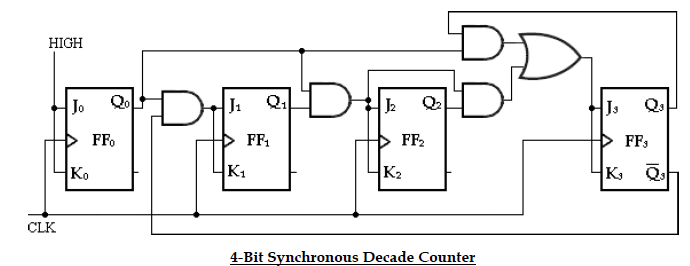 HIGH
J₀ Q₀
FF₀
K₀
J₁ Q₁
FF₁
K₁
J₂ Q₂
FF₂
K₂
J₃ Q₃
FF₃
K₃ Q̅₃
CLK
4-Bit Synchronous Decade Counter